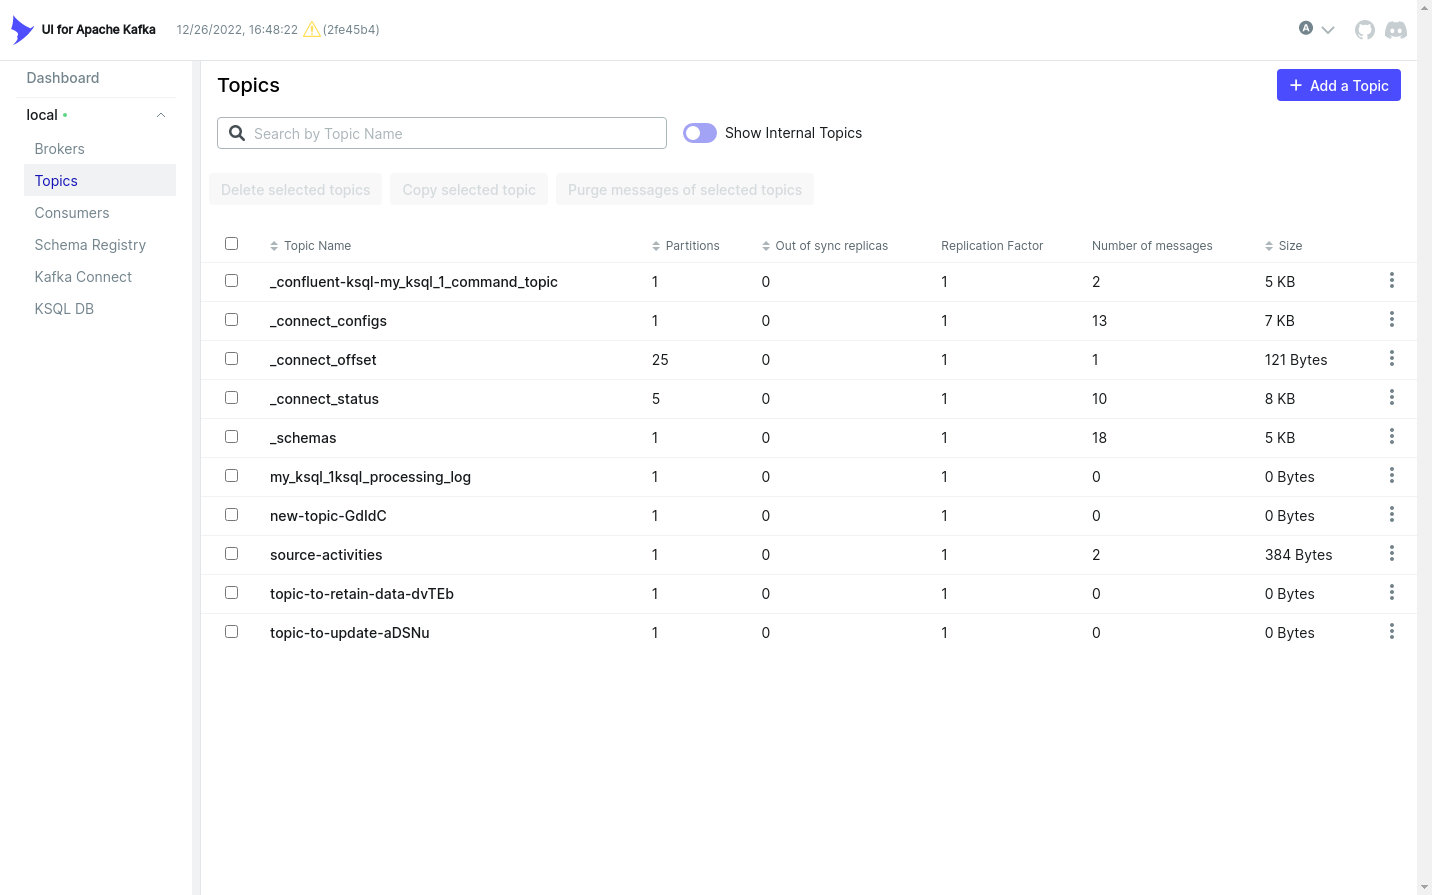 UI for Apache Kafka 12/26/2022, 16:48:22 (2fe45b4) A
Dashboard
local
Brokers
Topics
Consumers
Schema Registry
Kafka Connect
KSQL DB
Topics
Add a Topic
Search by Topic Name Show Internal Topics
Delete selected topics Copy selected topic Purge messages of selected topics
Topic Name Partitions Out of sync replicas Replication Factor Number of messages Size
_confluent-ksql-my_ksql_1_command_topic 1 0 1 2 5 KB
_connect_configs 1 0 1 13 7 KB
_connect_offset 25 0 1 1 121 Bytes
_connect_status 5 0 1 10 8 KB
_schemas 1 0 1 18 5 KB
my_ksql_1ksql_processing_log 1 0 1 0 0 Bytes
new-topic-GdIdC 1 0 1 0 0 Bytes
source-activities 1 0 1 2 384 Bytes
topic-to-retain-data-dvTEb 1 0 1 0 0 Bytes
topic-to-update-aDSNu 1 0 1 0 0 Bytes